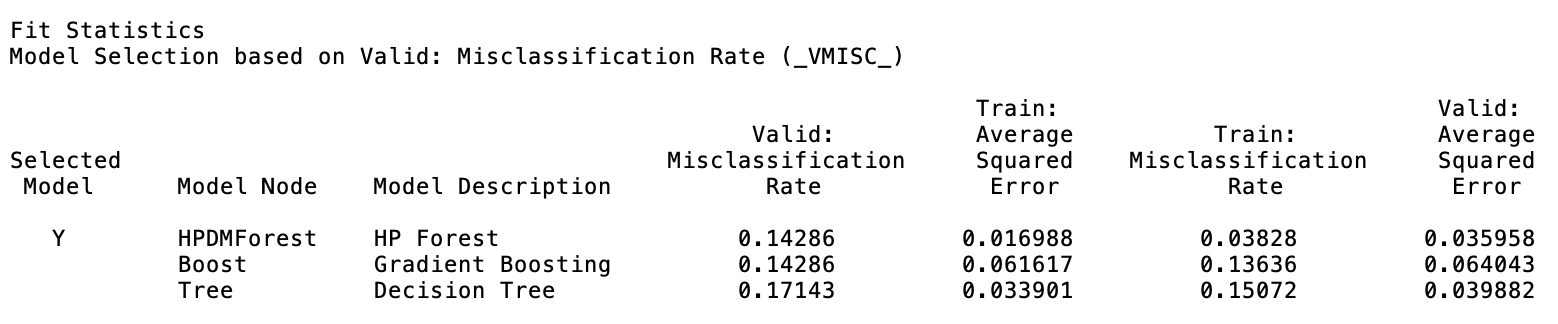 Fit Statistics
Model Selection based on Valid: Misclassification Rate (_VMISC_)
Train: Valid:
Valid: Average Train: Average
Selected Misclassification Squared Misclassification Squared
Model Model Node Model Description Rate Error Rate Error
Y HPDMForest HP Forest 0.14286 0.016988 0.03828 0.035958
Boost Gradient Boosting 0.14286 0.061617 0.13636 0.064043
Tree Decision Tree 0.17143 0.033901 0.15072 0.039882